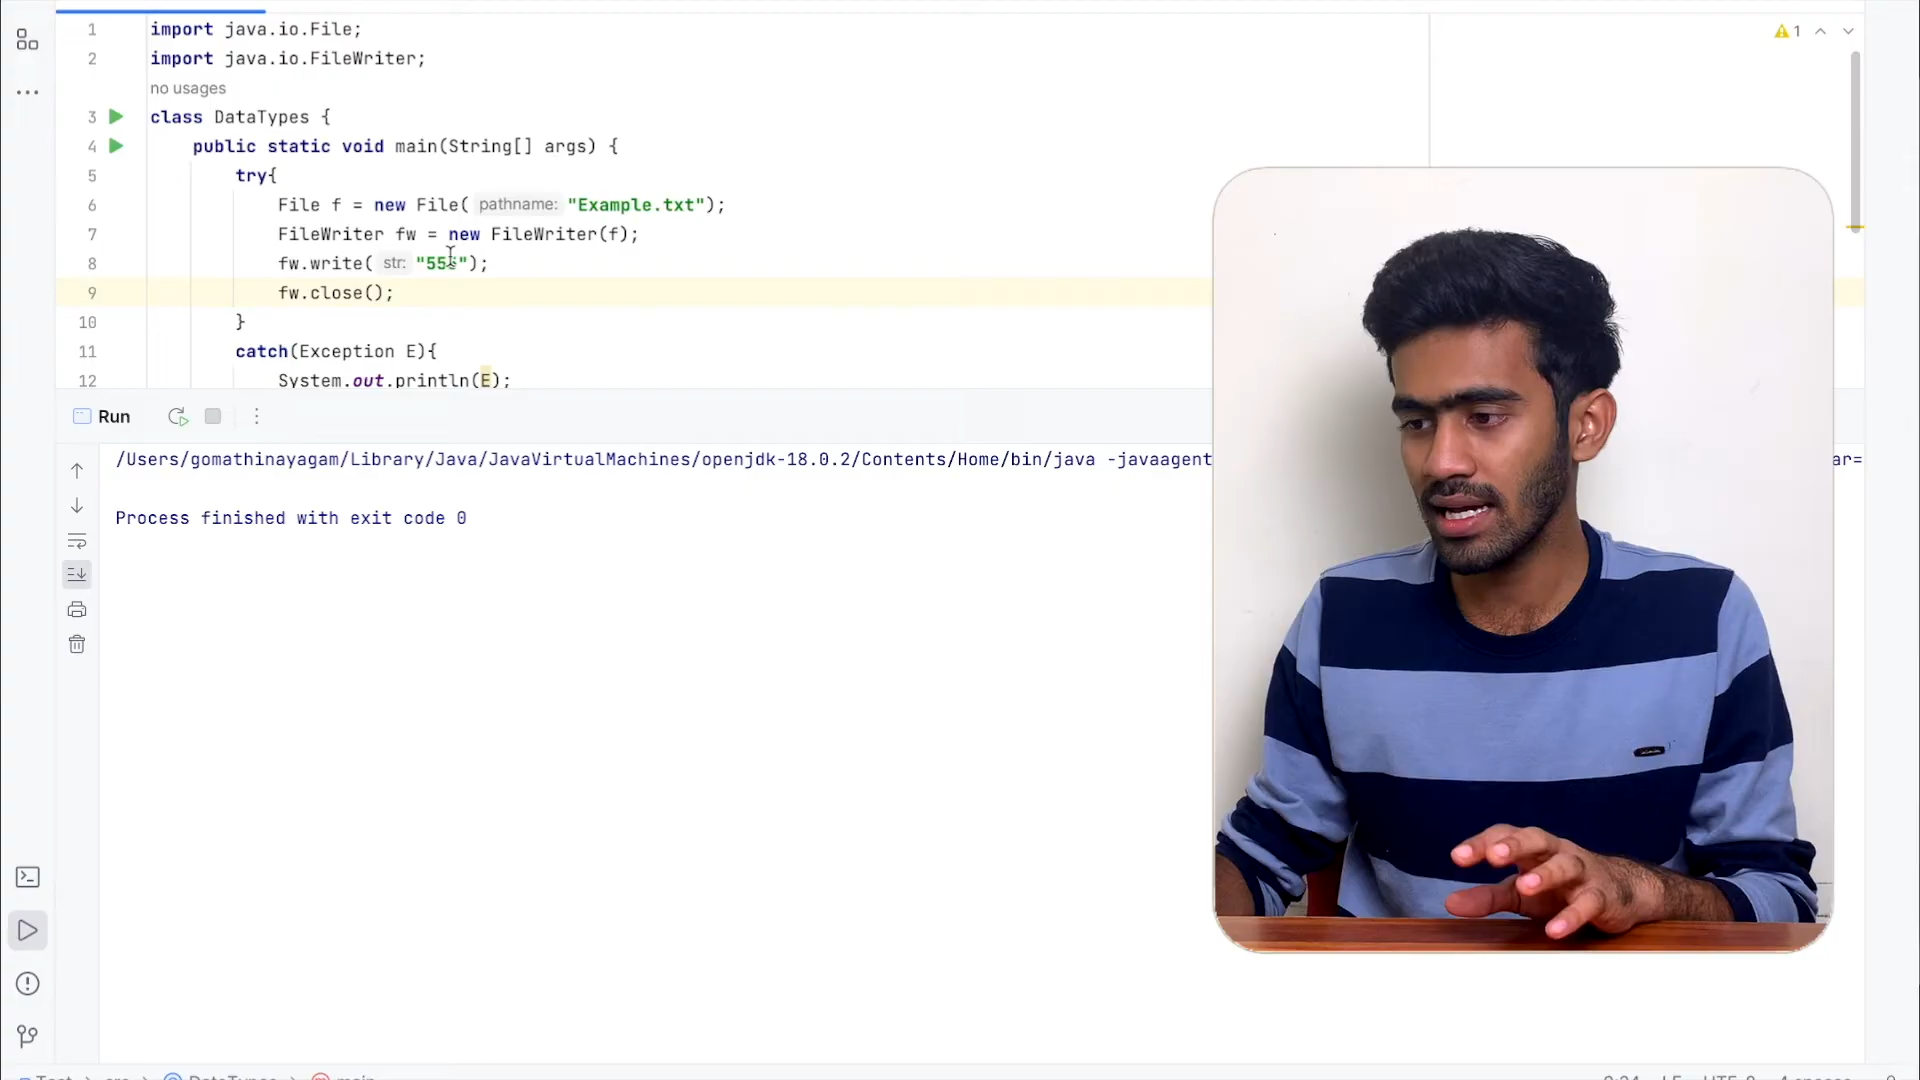 1 import java.io.File;
2 import java.io.FileWriter;
no usages
3 class DataTypes {
4 public static void main(String[] args) {
5 try{
6 File f = new File( pathname: "Example.txt");
7 FileWriter fw = new FileWriter(f);
8 fw.write( str: "555");
9 fw.close();
10 }
11 catch(Exception E){
12 System.out.println(E);
1
Run
/Users/gomathinayagam/Library/Java/JavaVirtualMachines/openjdk-18.0.2/Contents/Home/bin/java -javaagent
ar=
Process finished with exit code 0